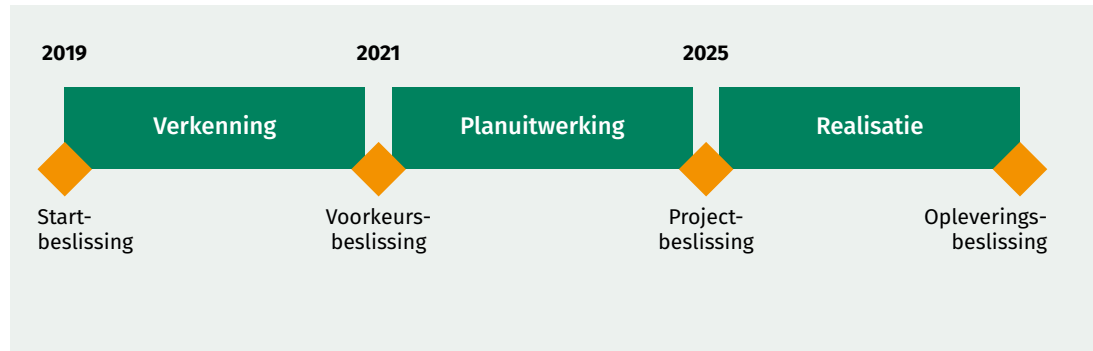 2019 2021 2025
Verkenning Planuitwerking Realisatie
Start-
beslissing
Voorkeurs-
beslissing
Project-
beslissing
Opleverings-
beslissing